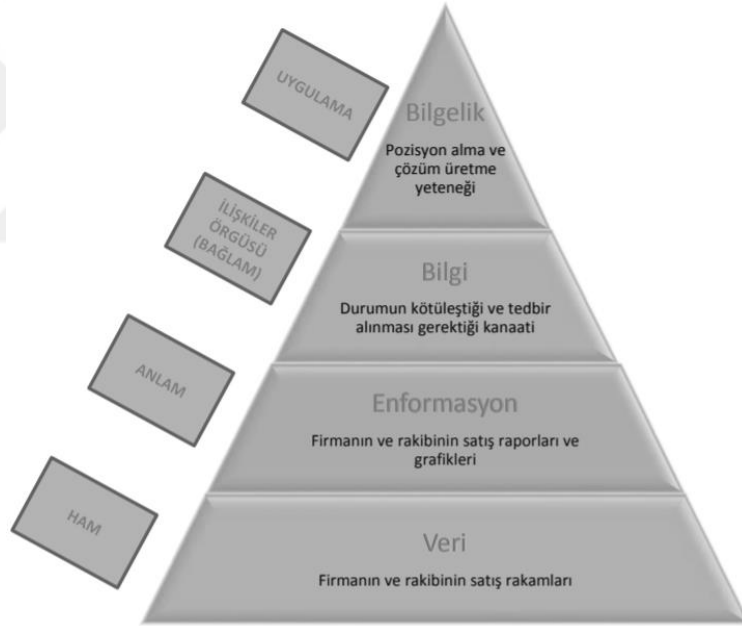 UYGULAMA
Bilgelik
Pozisyon alma ve
çözüm üretme
yeteneği
İLİŞKİLER
ÖRGÜSÜ
(BAĞLAM)
Bilgi
Durumun kötüleştiği ve tedbir
alınması gerektiği kanaati
ANLAM
Enformasyon
Firmanın ve rakibinin satış raporları ve
grafikleri
HAM
Veri
Firmanın ve rakibinin satış rakamları